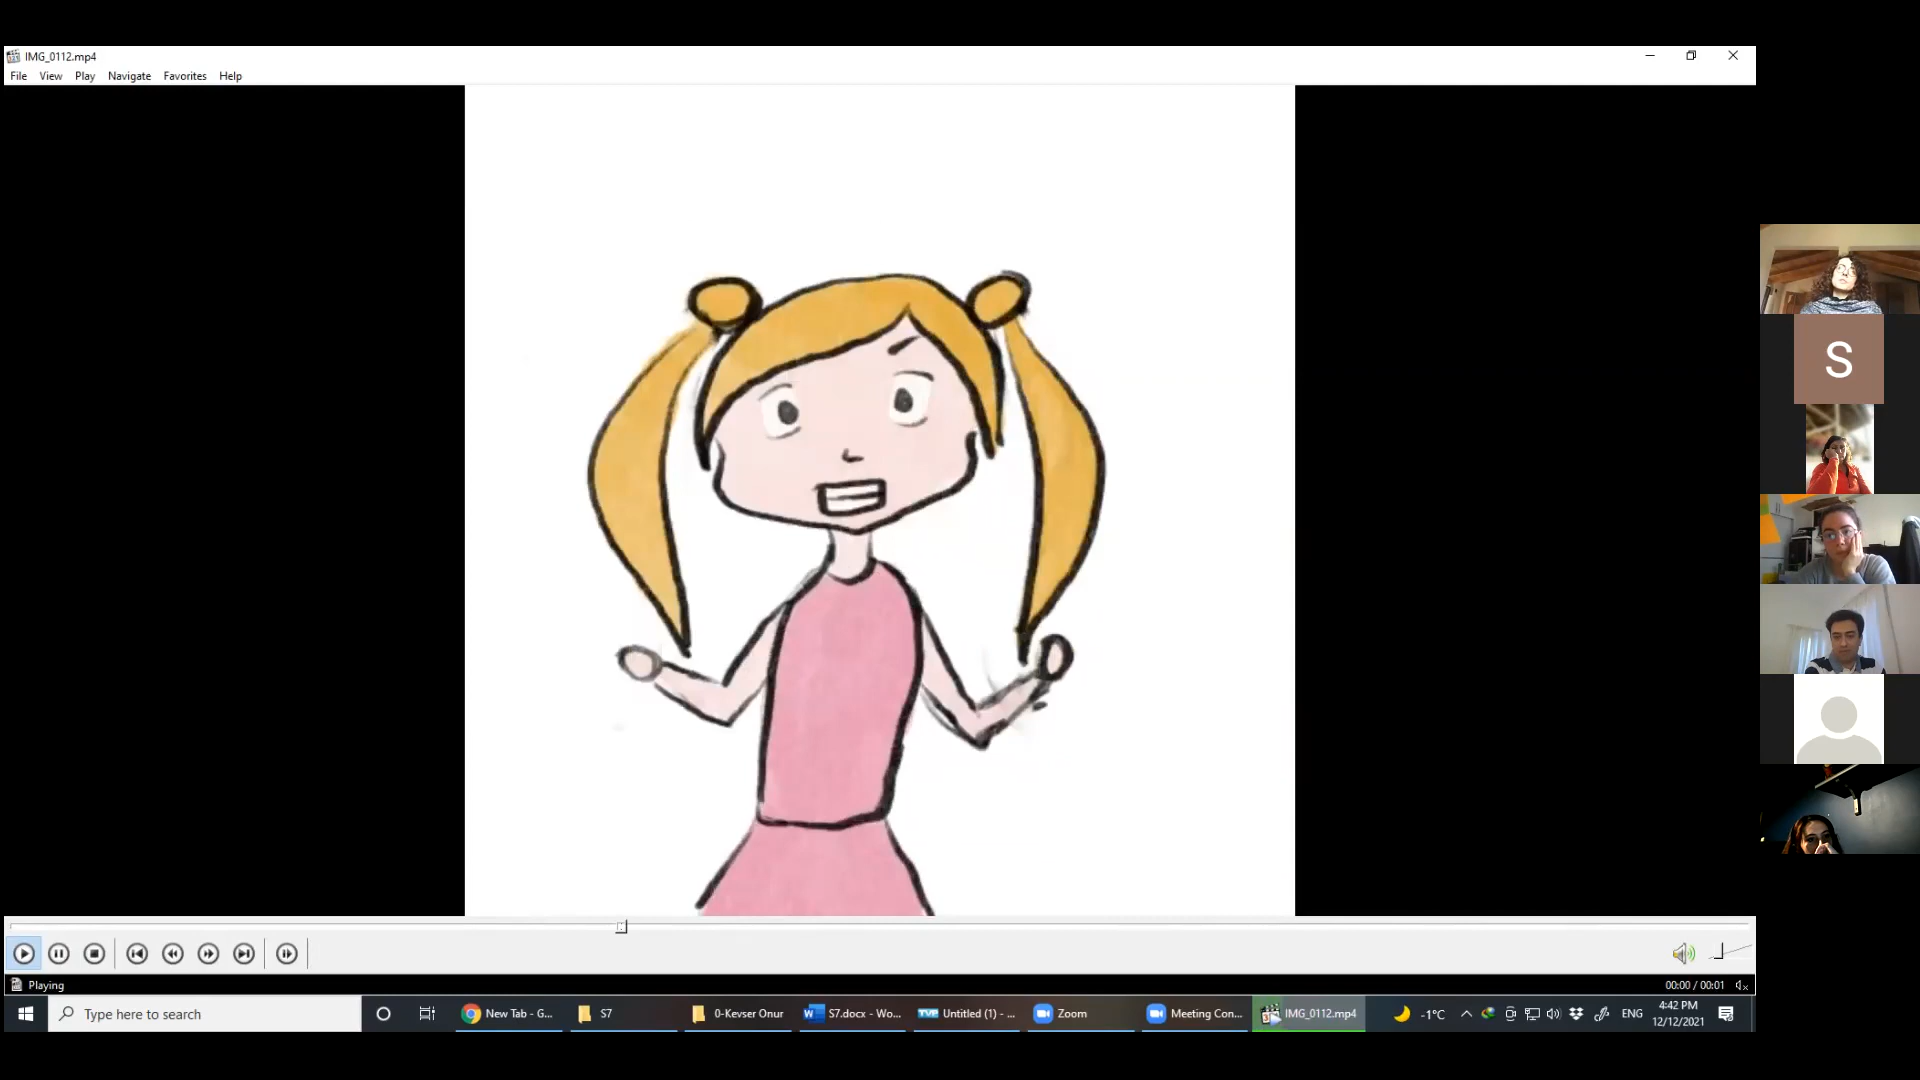 IMG_0112.mp4
File View Play Navigate Favorites Help
S
Playing
00:00 / 00:01
Type here to search
New Tab - G...
S7
0-Kevser Onur
S7.docx - Wo...
Untitled (1) - ...
Zoom
Meeting Con...
IMG_0112.mp4
-1°C
ENG
4:42 PM
12/12/2021